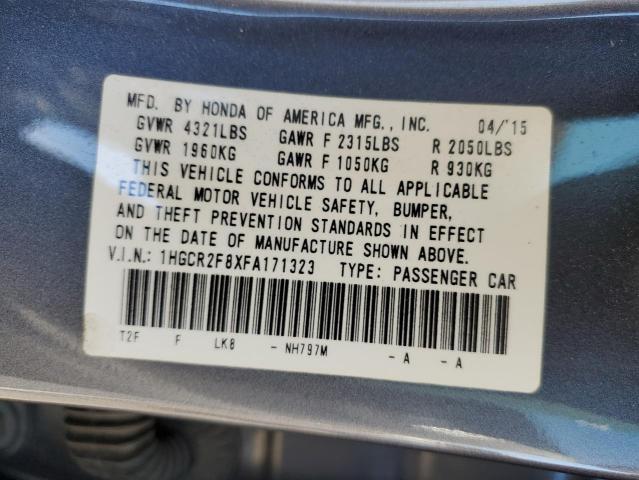 MFD. BY HONDA OF AMERICA MFG., INC. 04/'15
GVWR 4321LBS GAWR F 2315LBS R 2050LBS
GVWR 1960KG GAWR F 1050KG R 930KG
THIS VEHICLE CONFORMS TO ALL APPLICABLE
FEDERAL MOTOR VEHICLE SAFETY, BUMPER,
AND THEFT PREVENTION STANDARDS IN EFFECT
ON THE DATE OF MANUFACTURE SHOWN ABOVE.
V.I.N.: 1HGCR2F8XFA171323 TYPE: PASSENGER CAR
T2F F LK8 - NH797M - A - A